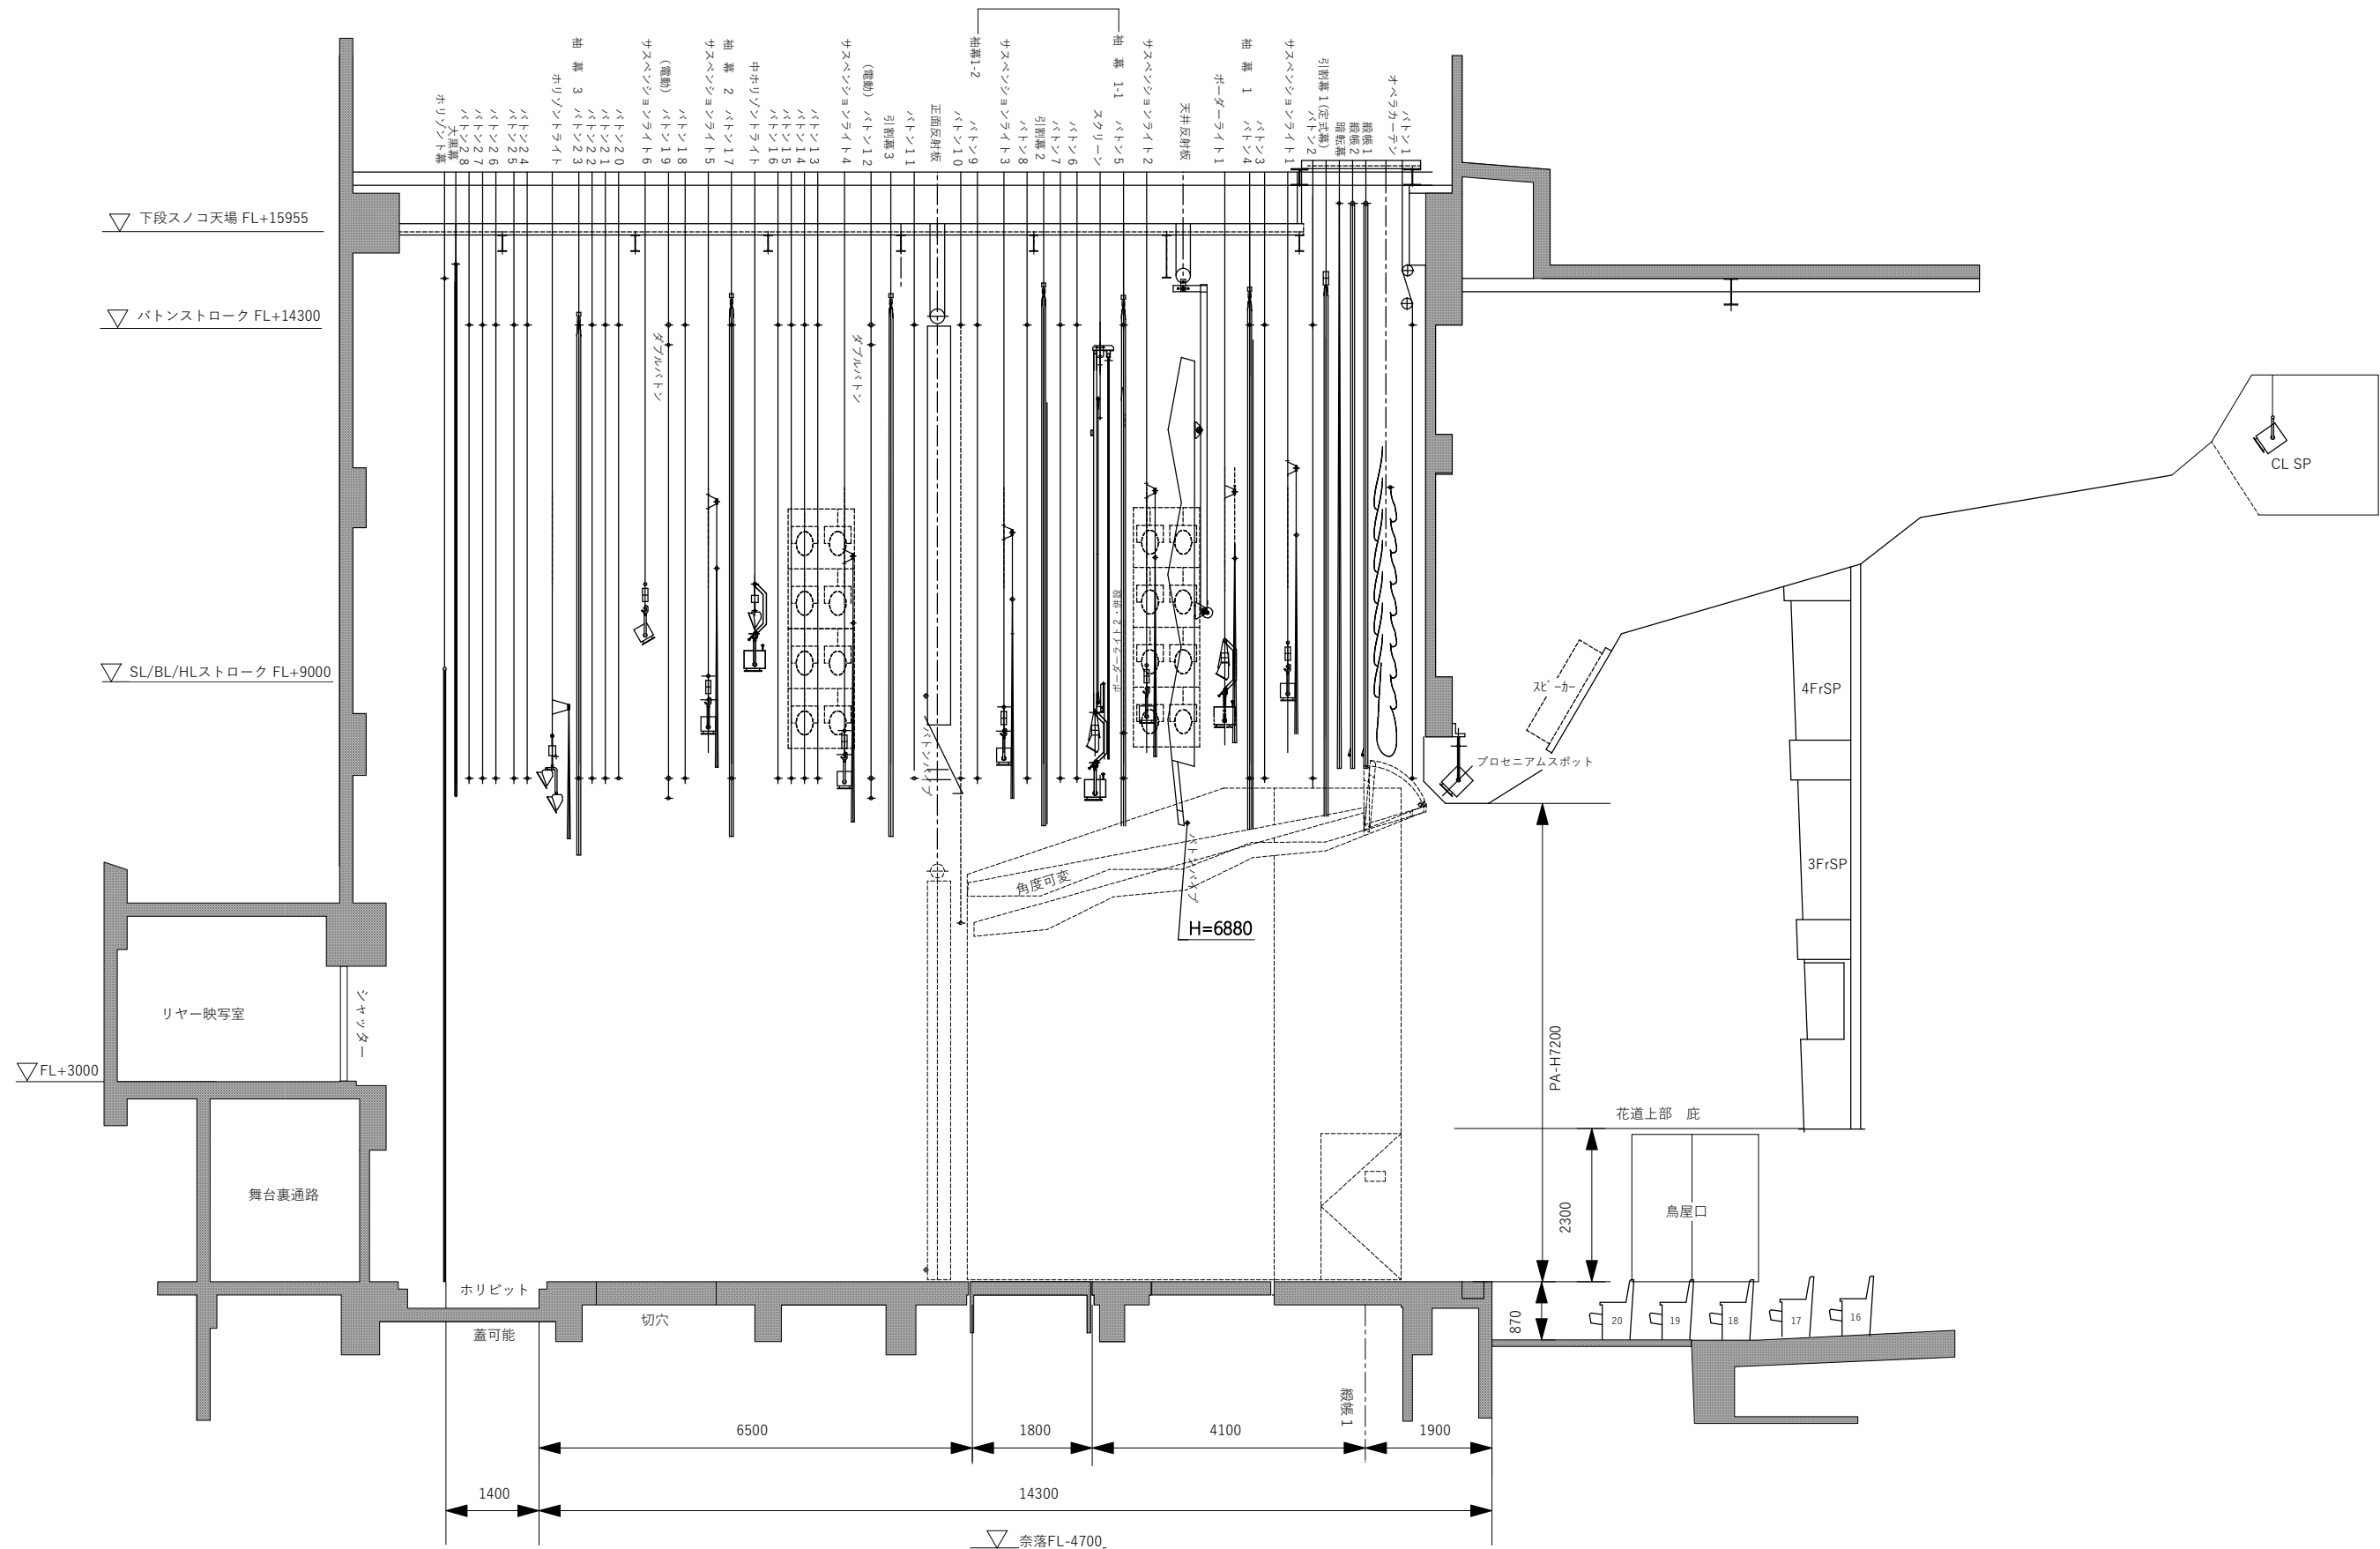 ホリゾント幕
大黒幕
バトン２８
バトン２７
バトン２６
バトン２５
バトン２４
ホリゾントライト
袖　幕　３　バトン２３
バトン２２
バトン２１
バトン２０
サスペンションライト６
(電動)　バトン１９
バトン１８
サスペンションライト５
袖　幕　２　バトン１７
中ホリゾントライト
バトン１６
バトン１５
バトン１４
バトン１３
サスペンションライト４
(電動)　バトン１２
引割幕３
バトン１１
正面反射板
バトン１０
バトン９
袖幕1-2
サスペンションライト３
バトン８
引割幕２
バトン７
バトン６
スクリーン
袖　幕　1-1　バトン５
サスペンションライト２
天井反射板
ボーダーライト１
袖　幕　１　バトン４
バトン３
サスペンションライト１
バトン２
引割幕１(定式幕)
暗転幕
緞帳２
緞帳１
オペラカーテン
バトン１
下段スノコ天場 FL+15955
バトンストローク FL+14300
SL/BL/HLストローク FL+9000
FL+3000
ダブルバトン
ダブルバトン
ボーダーライト２・併設
バトンパイプ
バトンパイプ
角度可変
H=6880
CL SP
スピーカー
プロセニアムスポット
4FrSP
3FrSP
PA-H7200
花道上部　庇
2300
鳥屋口
870
20
19
18
17
16
リヤー映写室
シャッター
舞台裏通路
ホリピット
蓋可能
切穴
緞帳１
6500
1800
4100
1900
1400
14300
奈落FL-4700